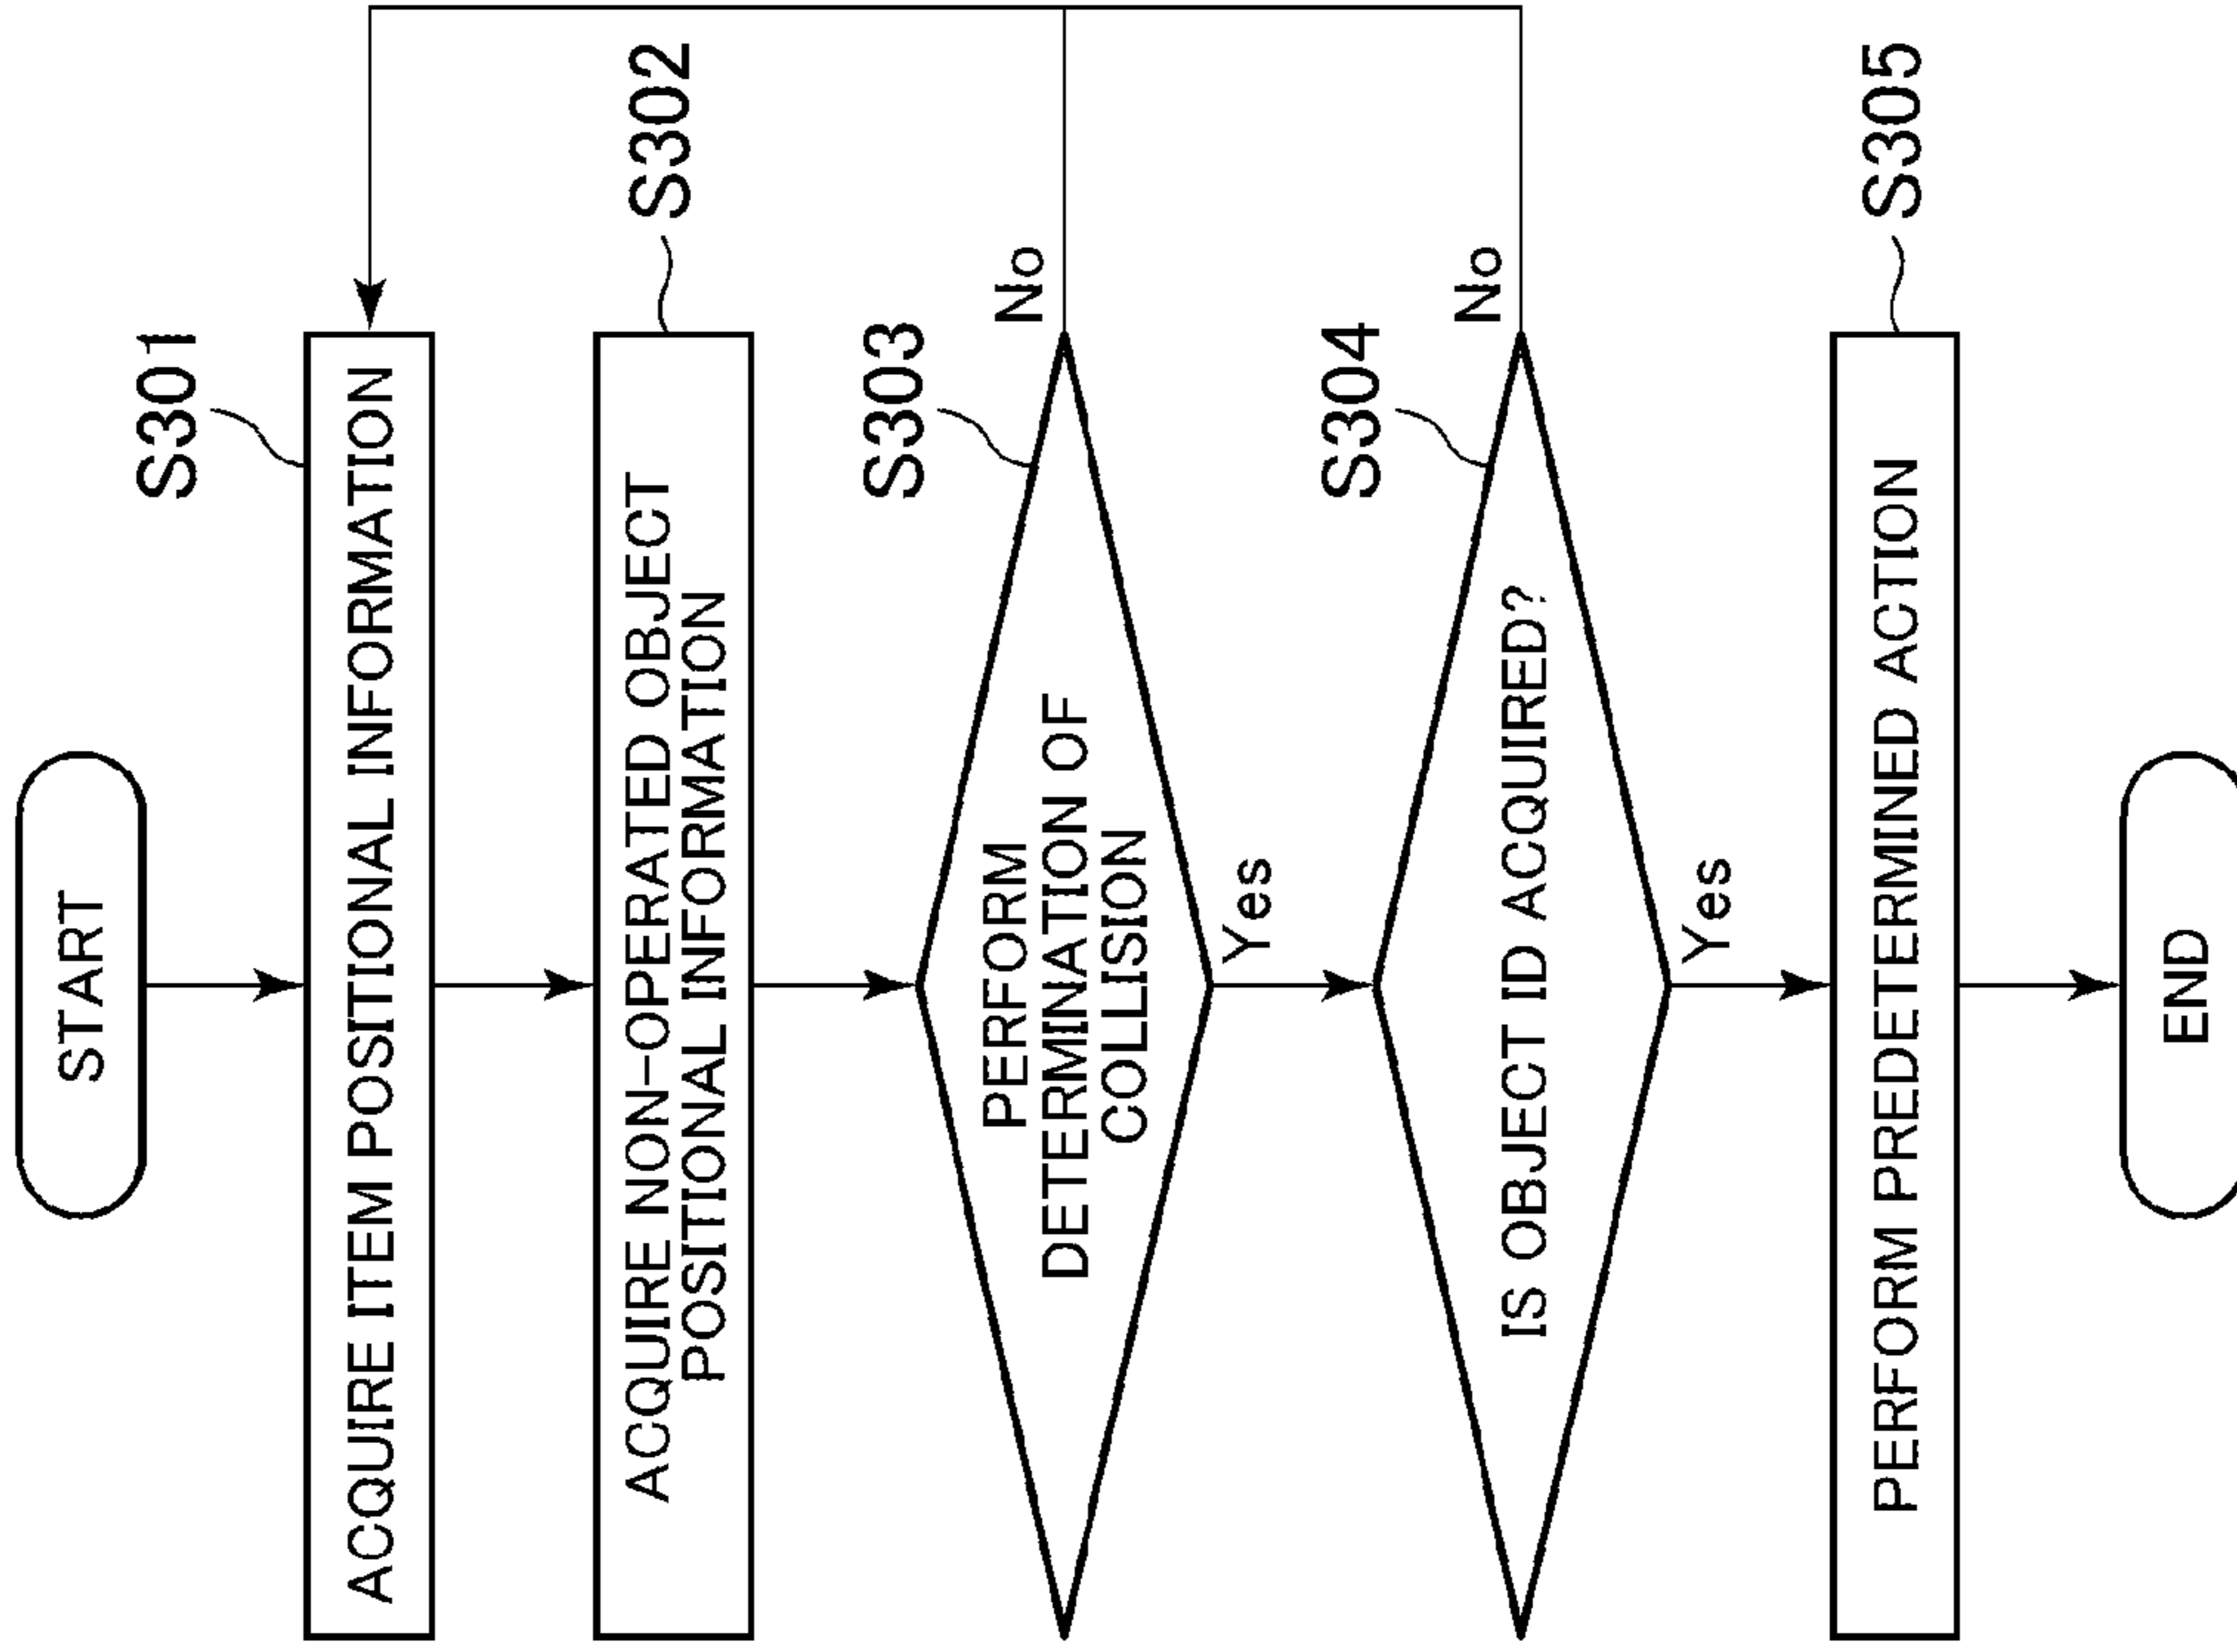 START
S301
ACQUIRE ITEM POSITIONAL INFORMATION
S302
ACQUIRE NON-OPERATED OBJECT
POSITIONAL INFORMATION
S303
PERFORM
DETERMINATION OF
COLLISION
No
Yes
S304
IS OBJECT ID ACQUIRED?
No
Yes
S305
PERFORM PREDETERMINED ACTION
END